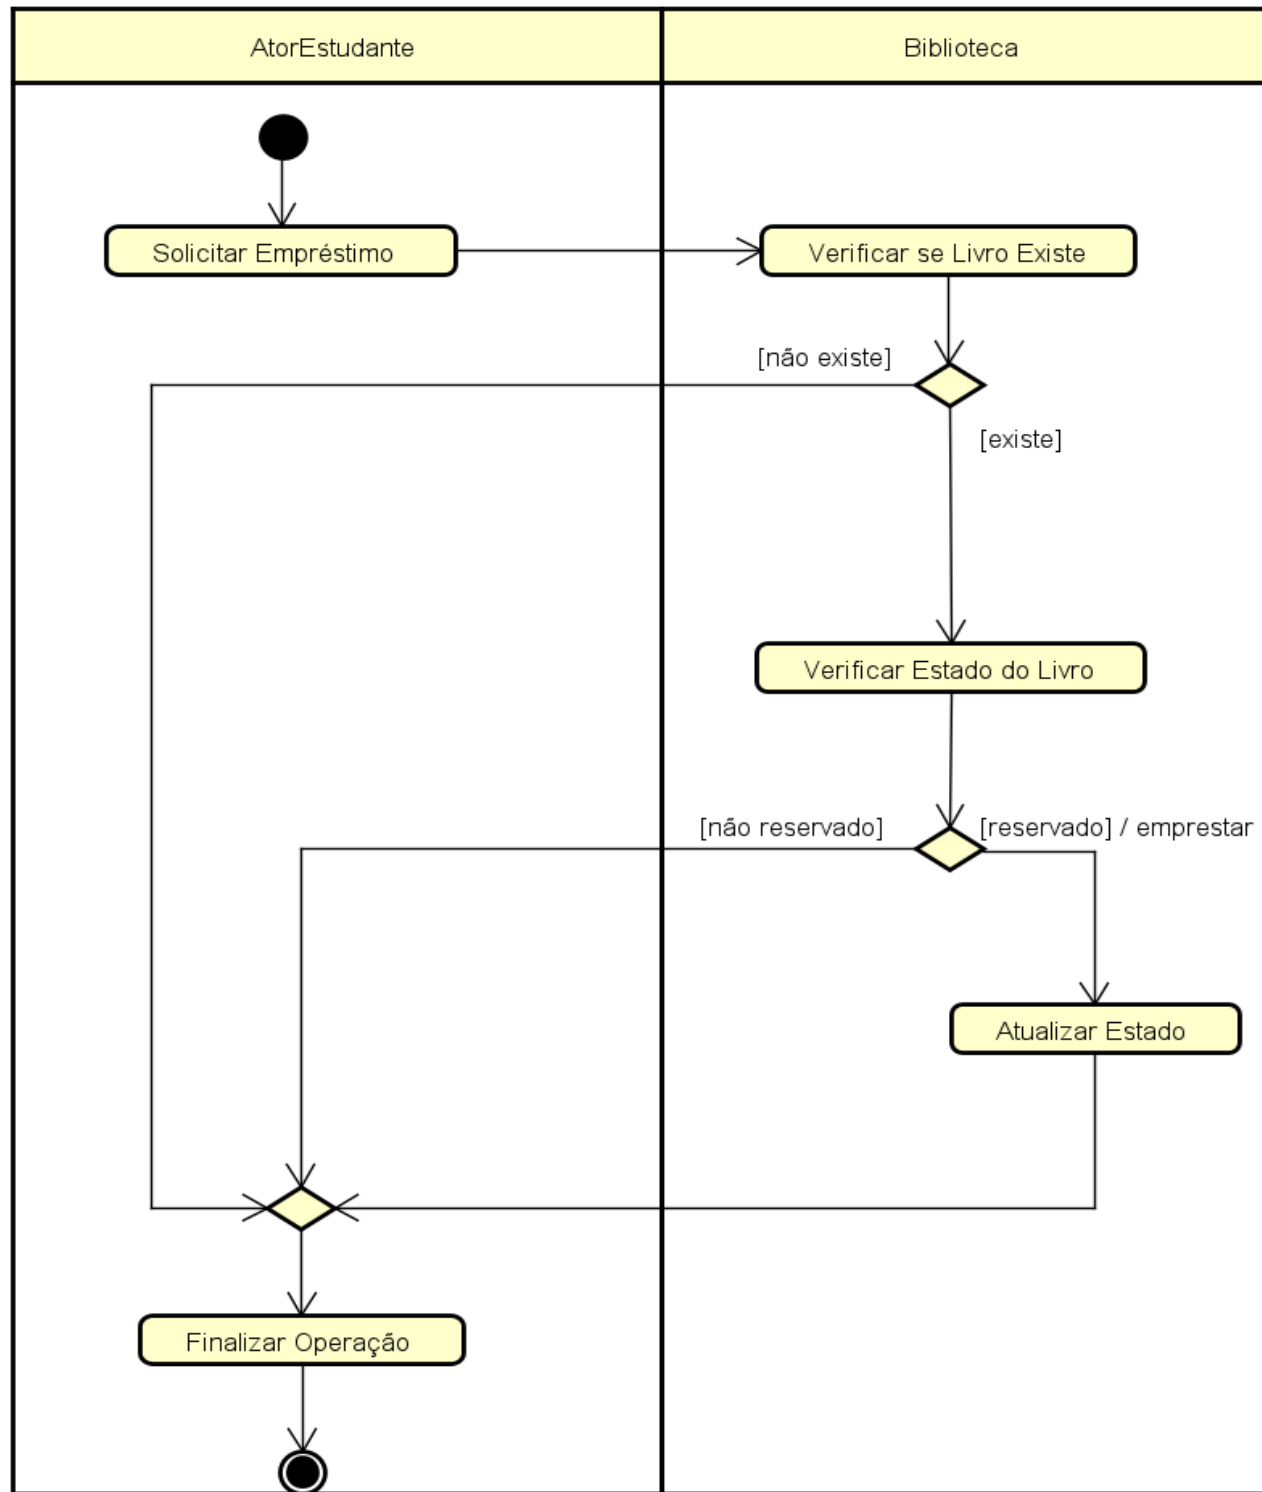 AtorEstudante
Biblioteca
Solicitar Empréstimo
Verificar se Livro Existe
[não existe]
[existe]
Verificar Estado do Livro
[não reservado]
[reservado] / emprestar
Atualizar Estado
Finalizar Operação